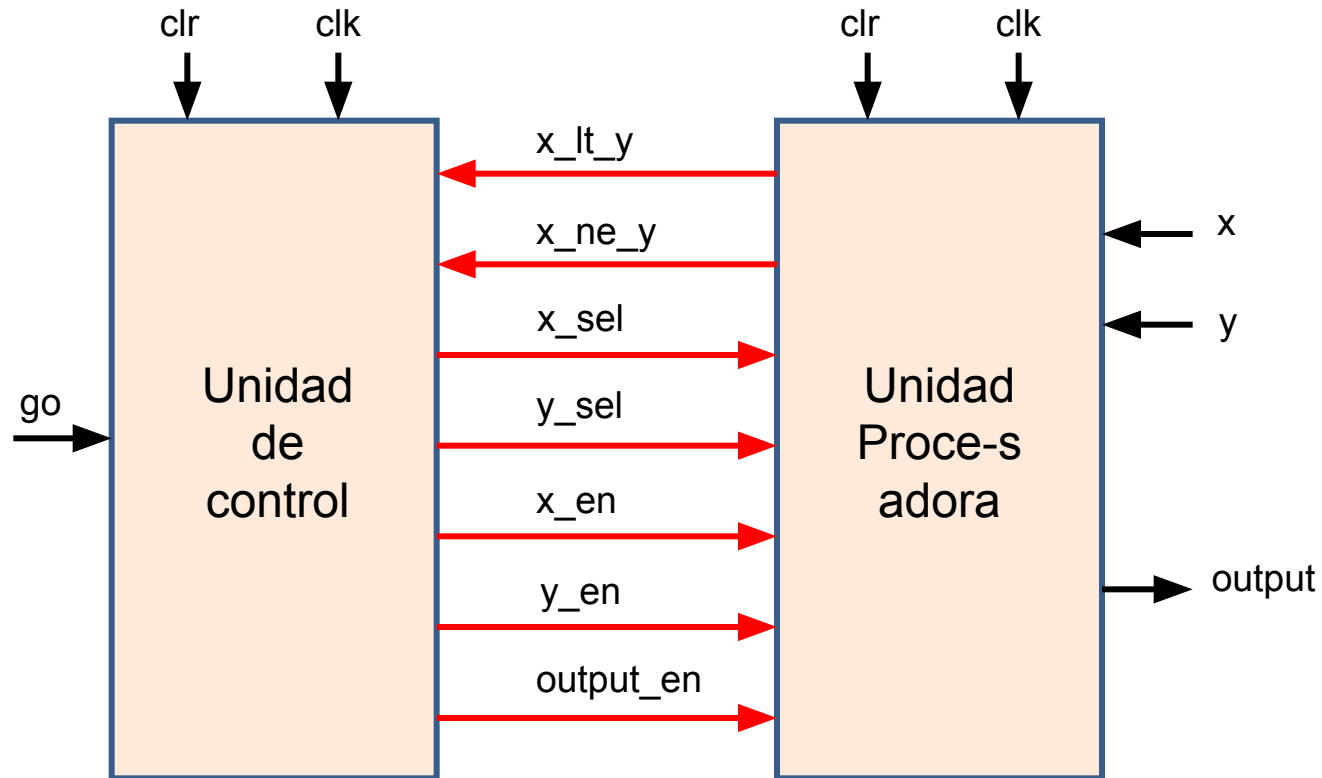 clr
clk
clr
clk
x_lt_y
x_ne_y
x_sel
y_sel
x_en
y_en
output_en
go
Unidad
de
control
Unidad
Proce-s
adora
x
y
output